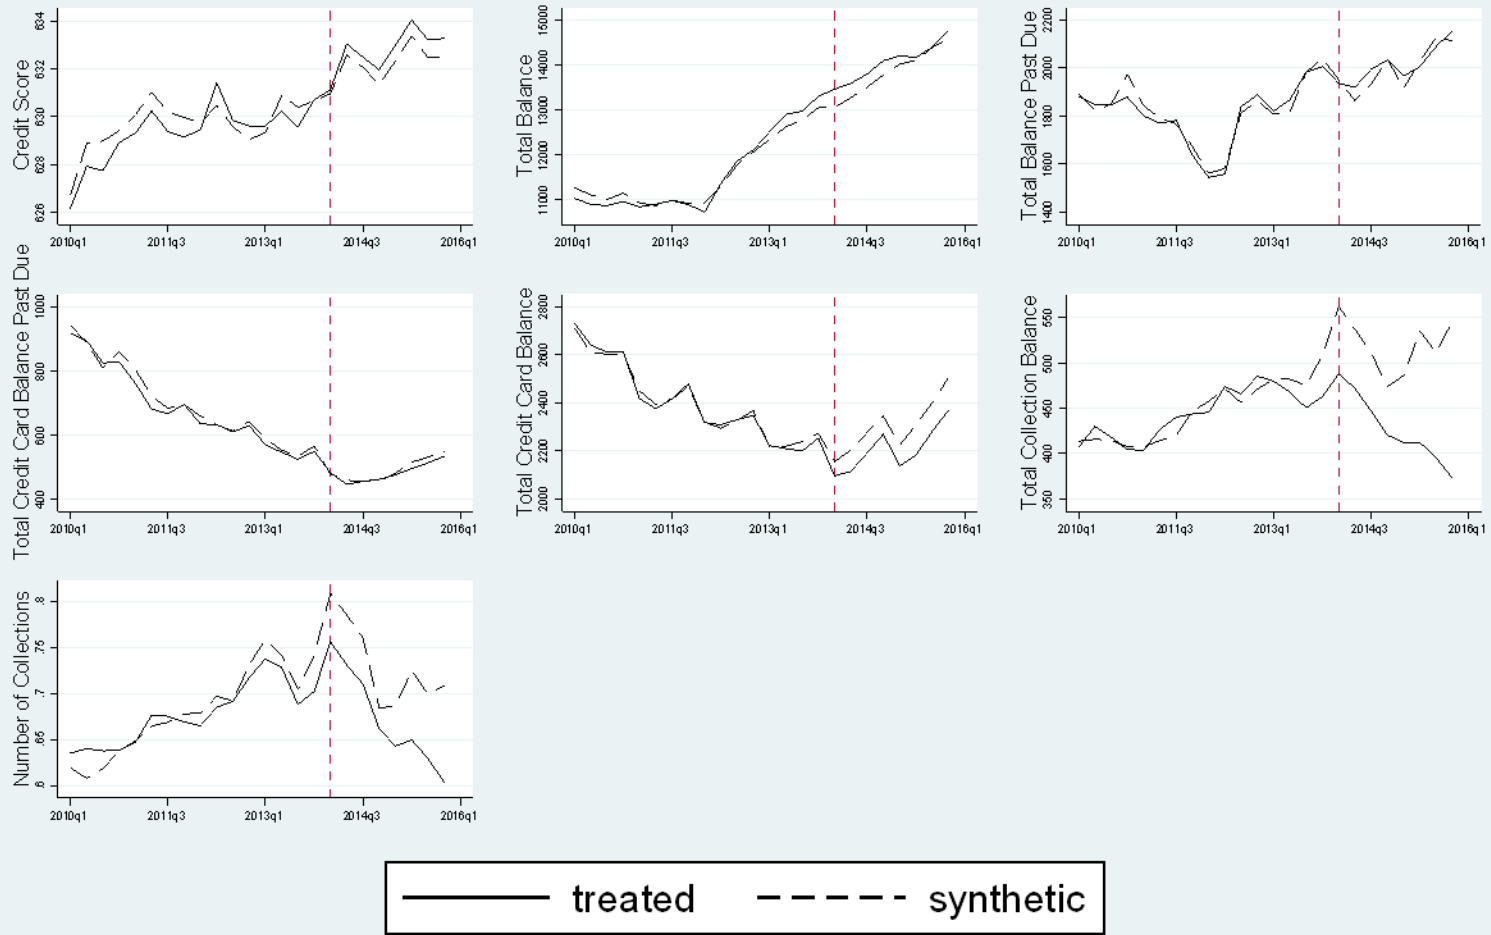 Credit Score
634
632
630
628
626
2010q1 2011q3 2013q1 2014q3 2016q1
Total Balance
15000
14000
13000
12000
11000
2010q1 2011q3 2013q1 2014q3 2016q1
Total Balance Past Due
2200
2000
1800
1600
1400
2010q1 2011q3 2013q1 2014q3 2016q1
Total Credit Card Balance Past Due
1000
800
600
400
2010q1 2011q3 2013q1 2014q3 2016q1
Total Credit Card Balance
2800
2600
2400
2200
2000
2010q1 2011q3 2013q1 2014q3 2016q1
Total Collection Balance
550
500
450
400
350
2010q1 2011q3 2013q1 2014q3 2016q1
Number of Collections
.8
.75
.7
.65
.6
2010q1 2011q3 2013q1 2014q3 2016q1
treated synthetic